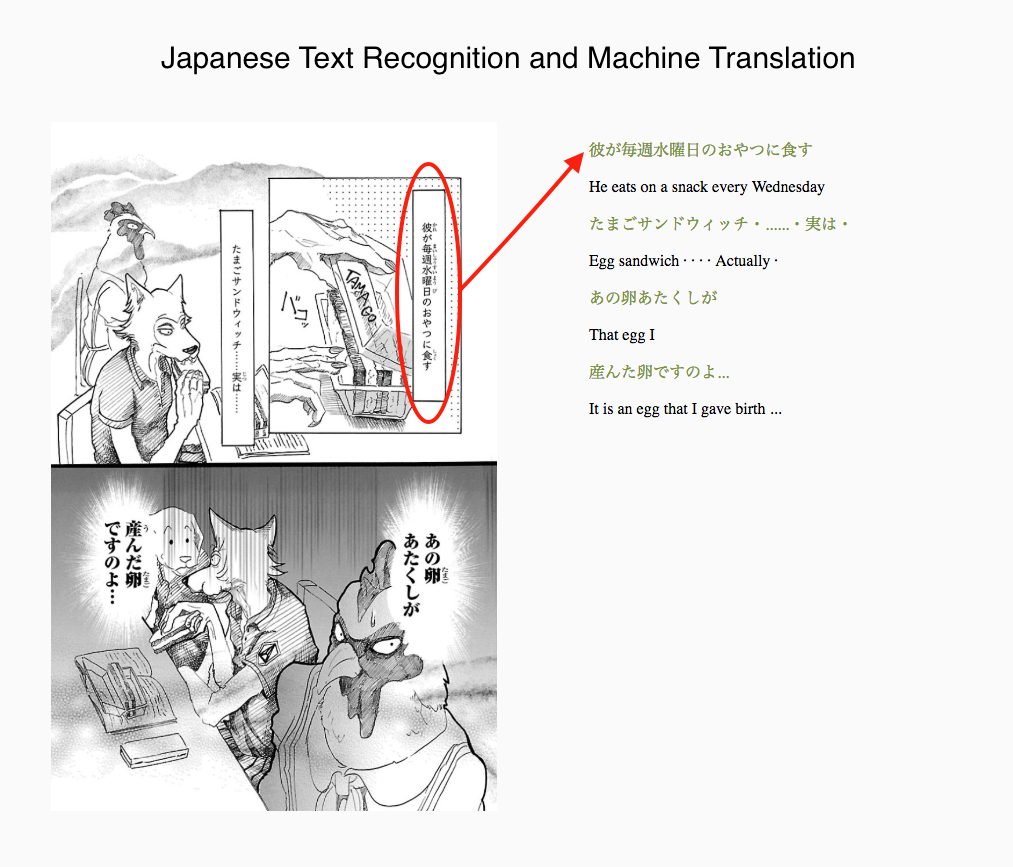 Japanese Text Recognition and Machine Translation
彼が毎週水曜日のおやつに食す
TAMAGO
バコッ
たまごサンドウィッチ……実は……
あの卵
あたくしが
産んだ卵
ですのよ…
彼が毎週水曜日のおやつに食す
He eats on a snack every Wednesday
たまごサンドウィッチ・……・実は・
Egg sandwich · · · · Actually ·
あの卵あたくしが
That egg I
産んた卵ですのよ...
It is an egg that I gave birth ...